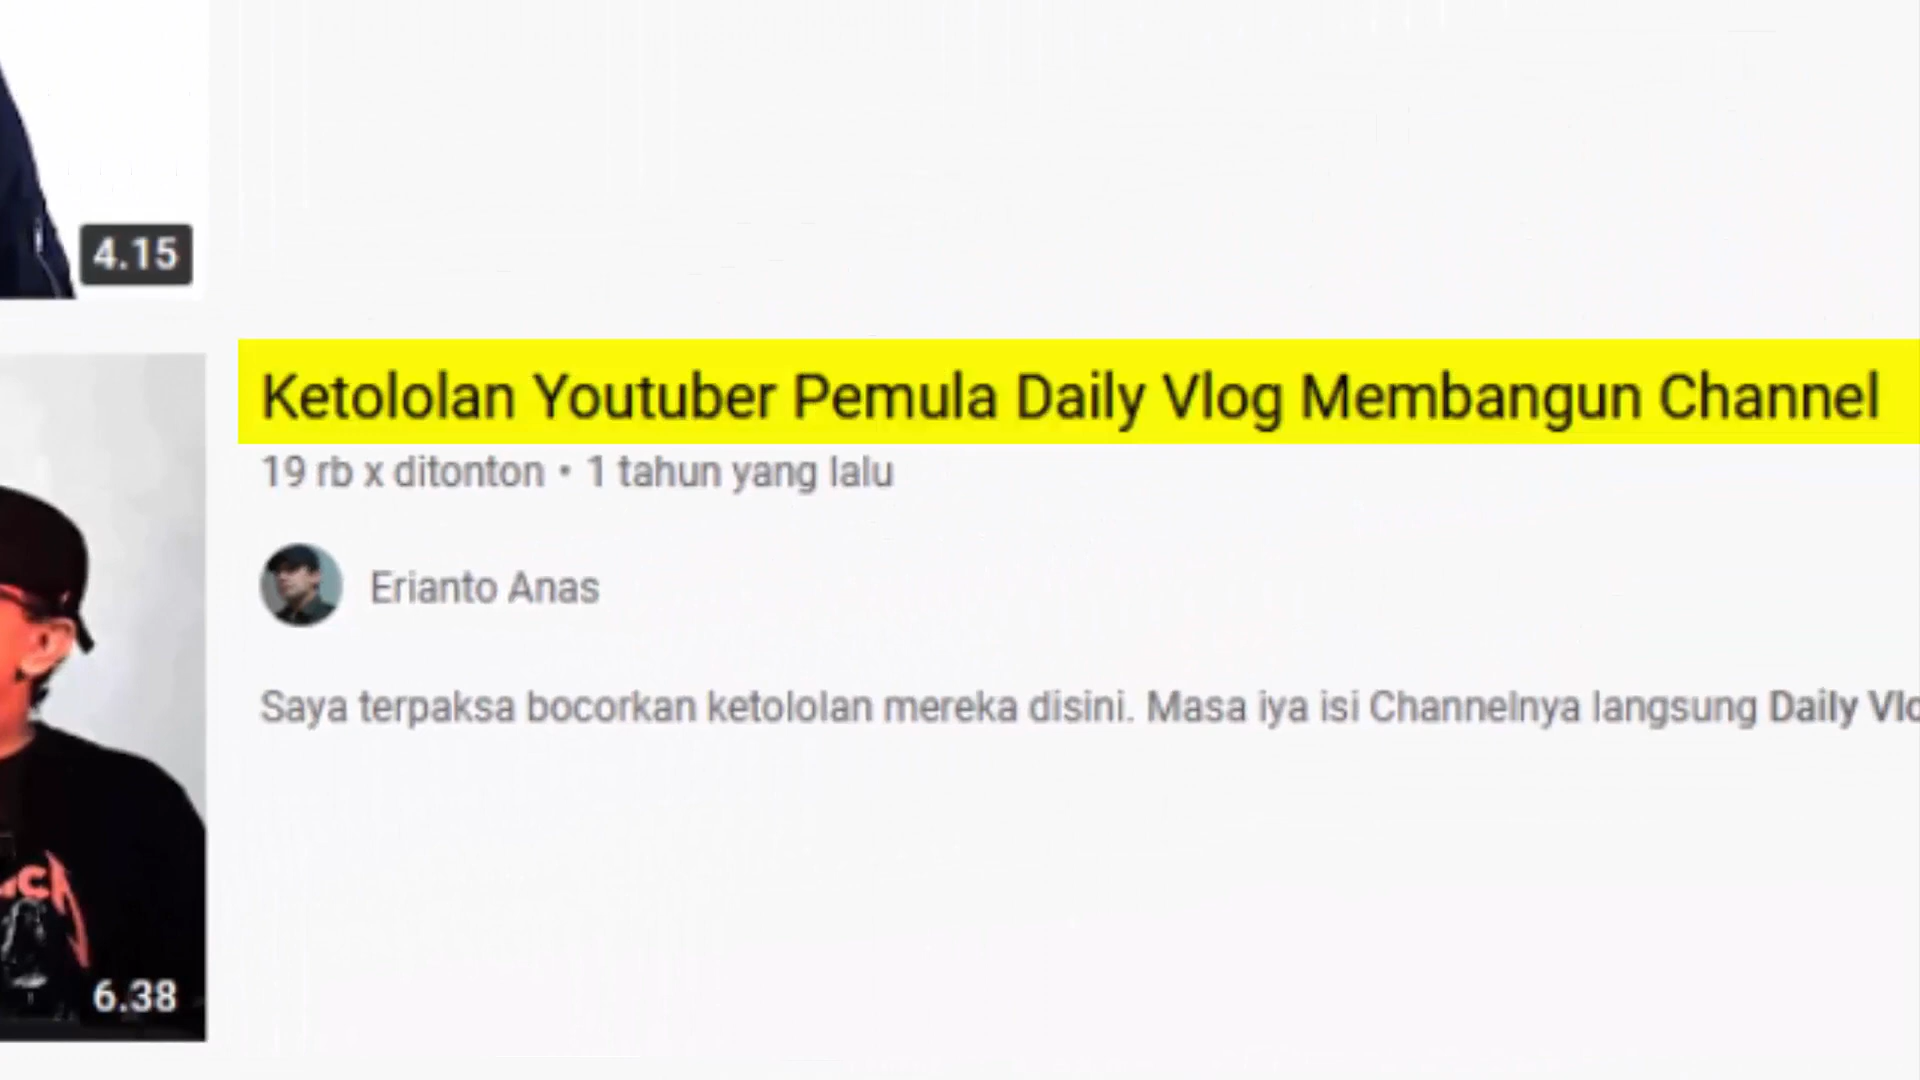 4.15
Ketololan Youtuber Pemula Daily Vlog Membangun Channel
19 rb x ditonton • 1 tahun yang lalu
Erianto Anas
Saya terpaksa bocorkan ketololan mereka disini. Masa iya isi Channelnya langsung Daily Vlo
6.38